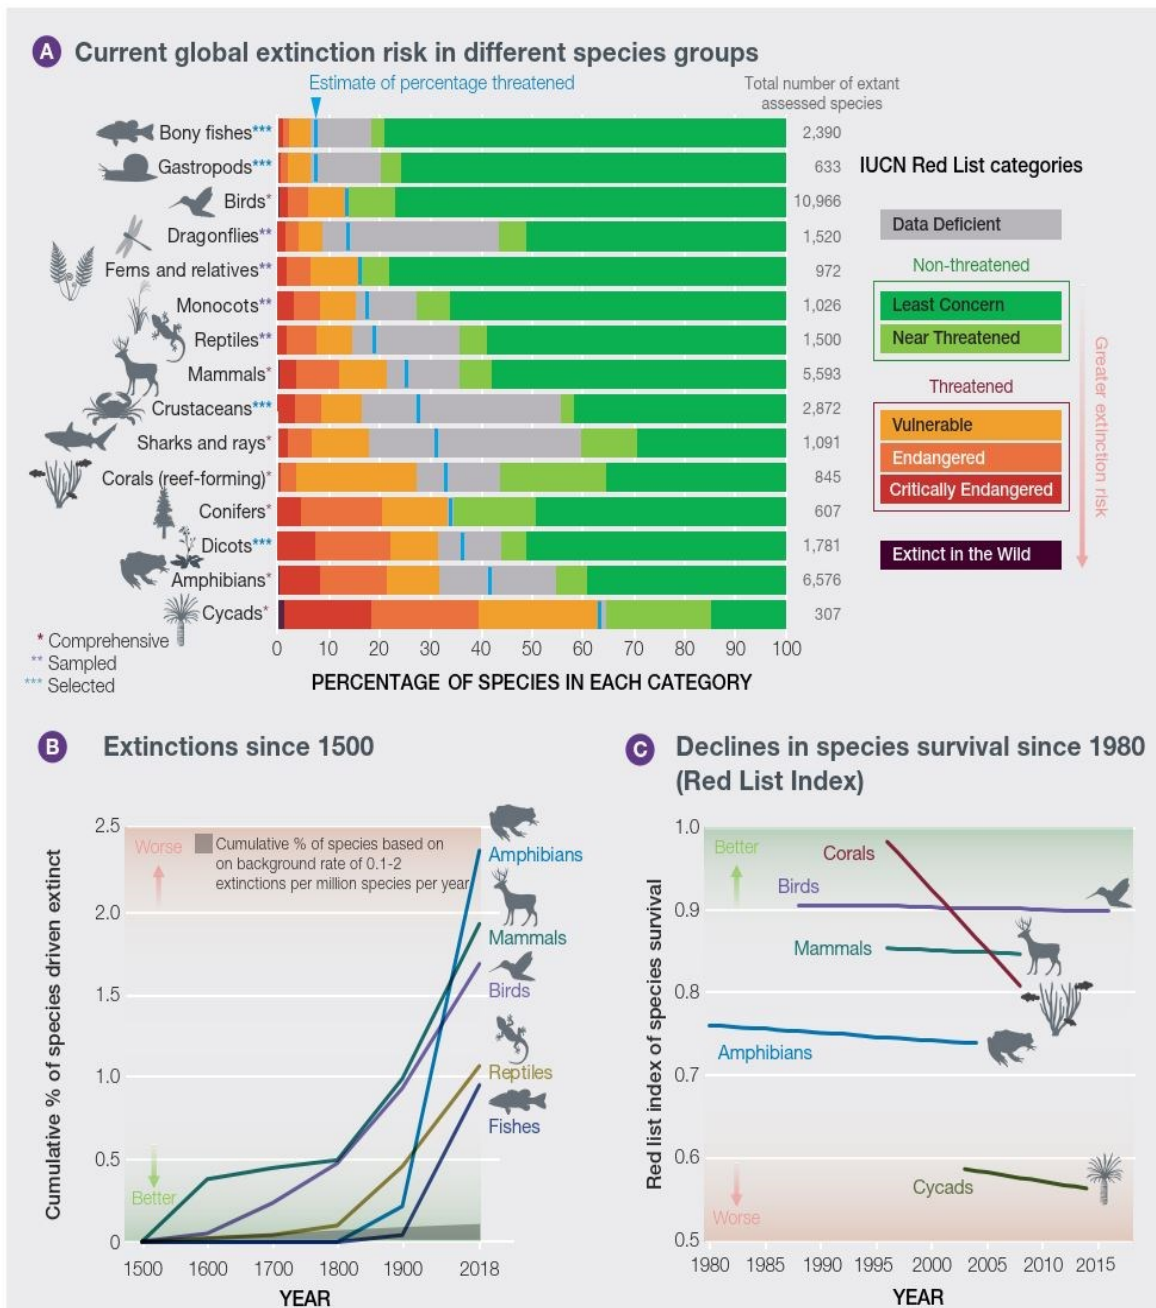 A Current global extinction risk in different species groups
Estimate of percentage threatened
Total number of extant
assessed species
Bony fishes*** 2,390
Gastropods*** 633
Birds* 10,966
Dragonflies** 1,520
Ferns and relatives** 972
Monocots** 1,026
Reptiles** 1,500
Mammals* 5,593
Crustaceans*** 2,872
Sharks and rays* 1,091
Corals (reef-forming)* 845
Conifers* 607
Dicots*** 1,781
Amphibians* 6,576
Cycads* 307
* Comprehensive
** Sampled
*** Selected
0 10 20 30 40 50 60 70 80 90 100
PERCENTAGE OF SPECIES IN EACH CATEGORY
IUCN Red List categories
Data Deficient
Non-threatened
Least Concern
Near Threatened
Threatened
Vulnerable
Endangered
Critically Endangered
Extinct in the Wild
Greater extinction risk
B Extinctions since 1500
Cumulative % of species driven extinct
2.5
2.0
1.5
1.0
0.5
0
Worse
Cumulative % of species based on
on background rate of 0.1-2
extinctions per million species per year
Amphibians
Mammals
Birds
Reptiles
Fishes
Better
1500 1600 1700 1800 1900 2018
YEAR
C Declines in species survival since 1980
(Red List Index)
Red list index of species survival
1.0
0.9
0.8
0.7
0.6
0.5
Better
Corals
Birds
Mammals
Amphibians
Cycads
Worse
1980 1985 1990 1995 2000 2005 2010 2015
YEAR